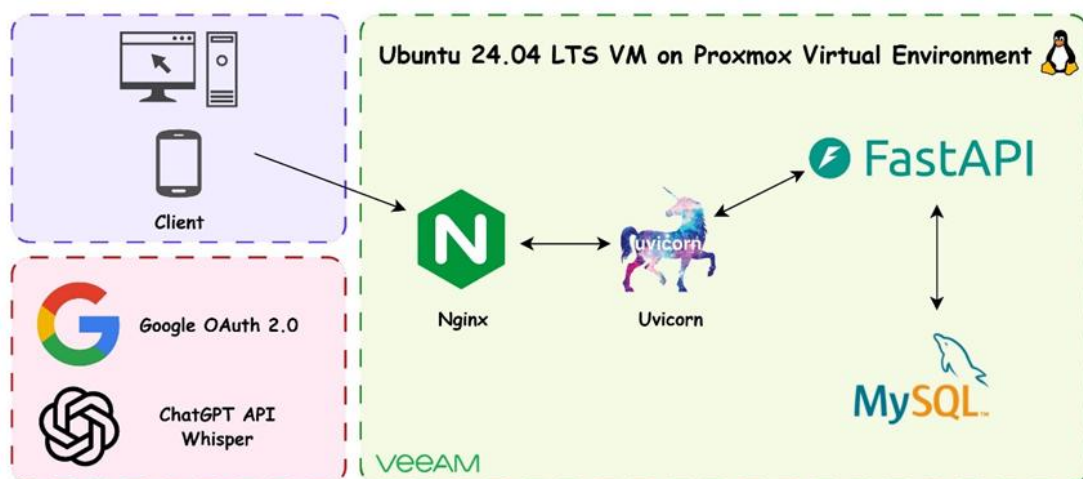 Ubuntu 24.04 LTS VM on Proxmox Virtual Environment
Client
FastAPI
N
uvicorn
Nginx
Uvicorn
Google OAuth 2.0
ChatGPT API
Whisper
MySQL™
veeAM